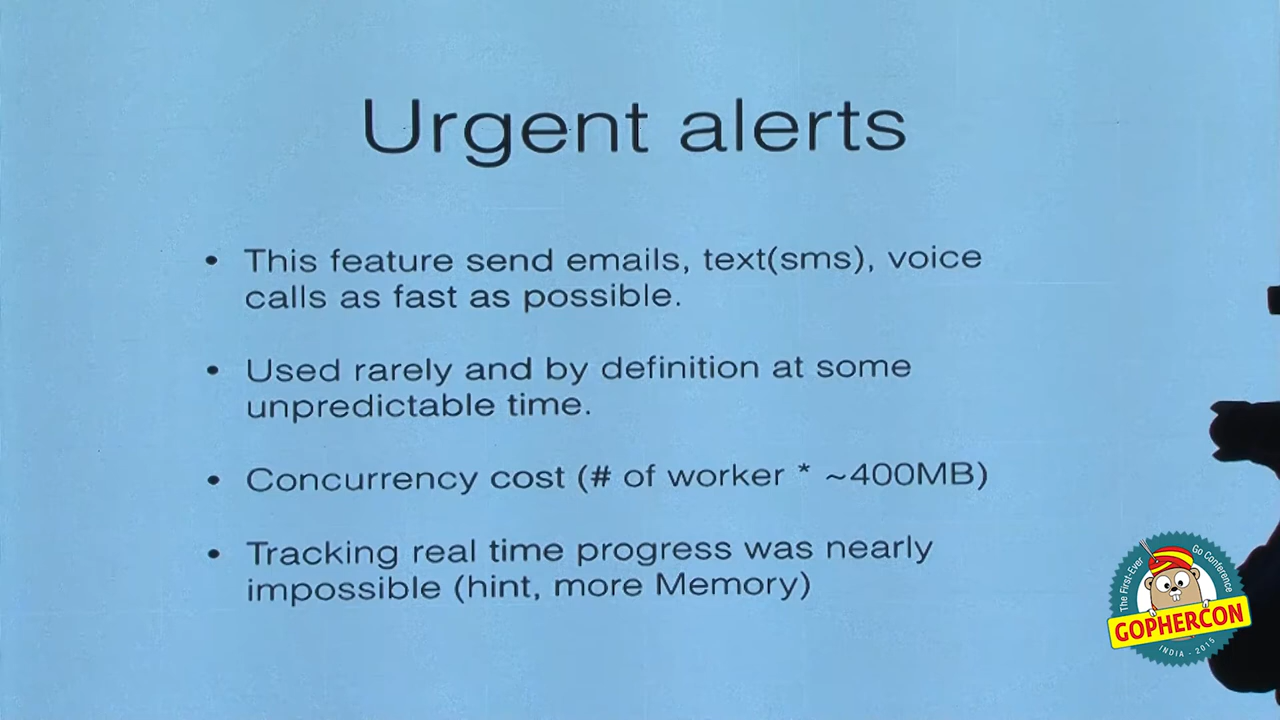 Urgent alerts
• This feature send emails, text(sms), voice
calls as fast as possible.
• Used rarely and by definition at some
unpredictable time.
• Concurrency cost (# of worker * ~400MB)
• Tracking real time progress was nearly
impossible (hint, more Memory)
The First-Ever Go Conference
GOPHERCON
INDIA - 2015